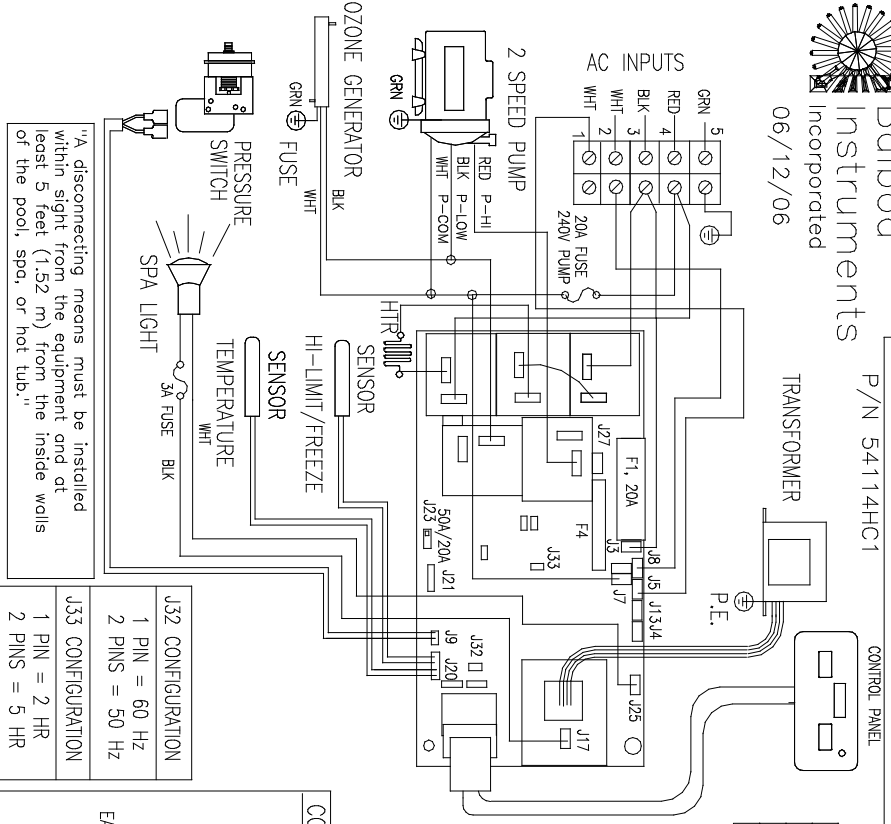 Instruments
Incorporated
06/12/06
P/N 54114HC1
AC INPUTS
WHT
WHT
BLK
RED
GRN
1
2
3
4
5
2 SPEED PUMP
GRN
RED P-HI
BLK P-LOW
WHT P-COM
20A FUSE
240V PUMP
OZONE GENERATOR
GRN
FUSE
BLK
WHT
PRESSURE
SWITCH
SPA LIGHT
3A FUSE
BLK
WHT
HTR
SENSOR
HI-LIMIT/FREEZE
SENSOR
TEMPERATURE
TRANSFORMER
P.E.
CONTROL PANEL
F1, 20A
J27
F4
J3
J8
J5
J7
J13
J4
J33
50A/20A
J23
J21
J9
J32
J20
J25
J17
"A disconnecting means must be installed
within sight from the equipment and at
least 5 feet (1.52 m) from the inside walls
of the pool, spa, or hot tub."
J32 CONFIGURATION
1 PIN = 60 Hz
2 PINS = 50 Hz
J33 CONFIGURATION
1 PIN = 2 HR
2 PINS = 5 HR